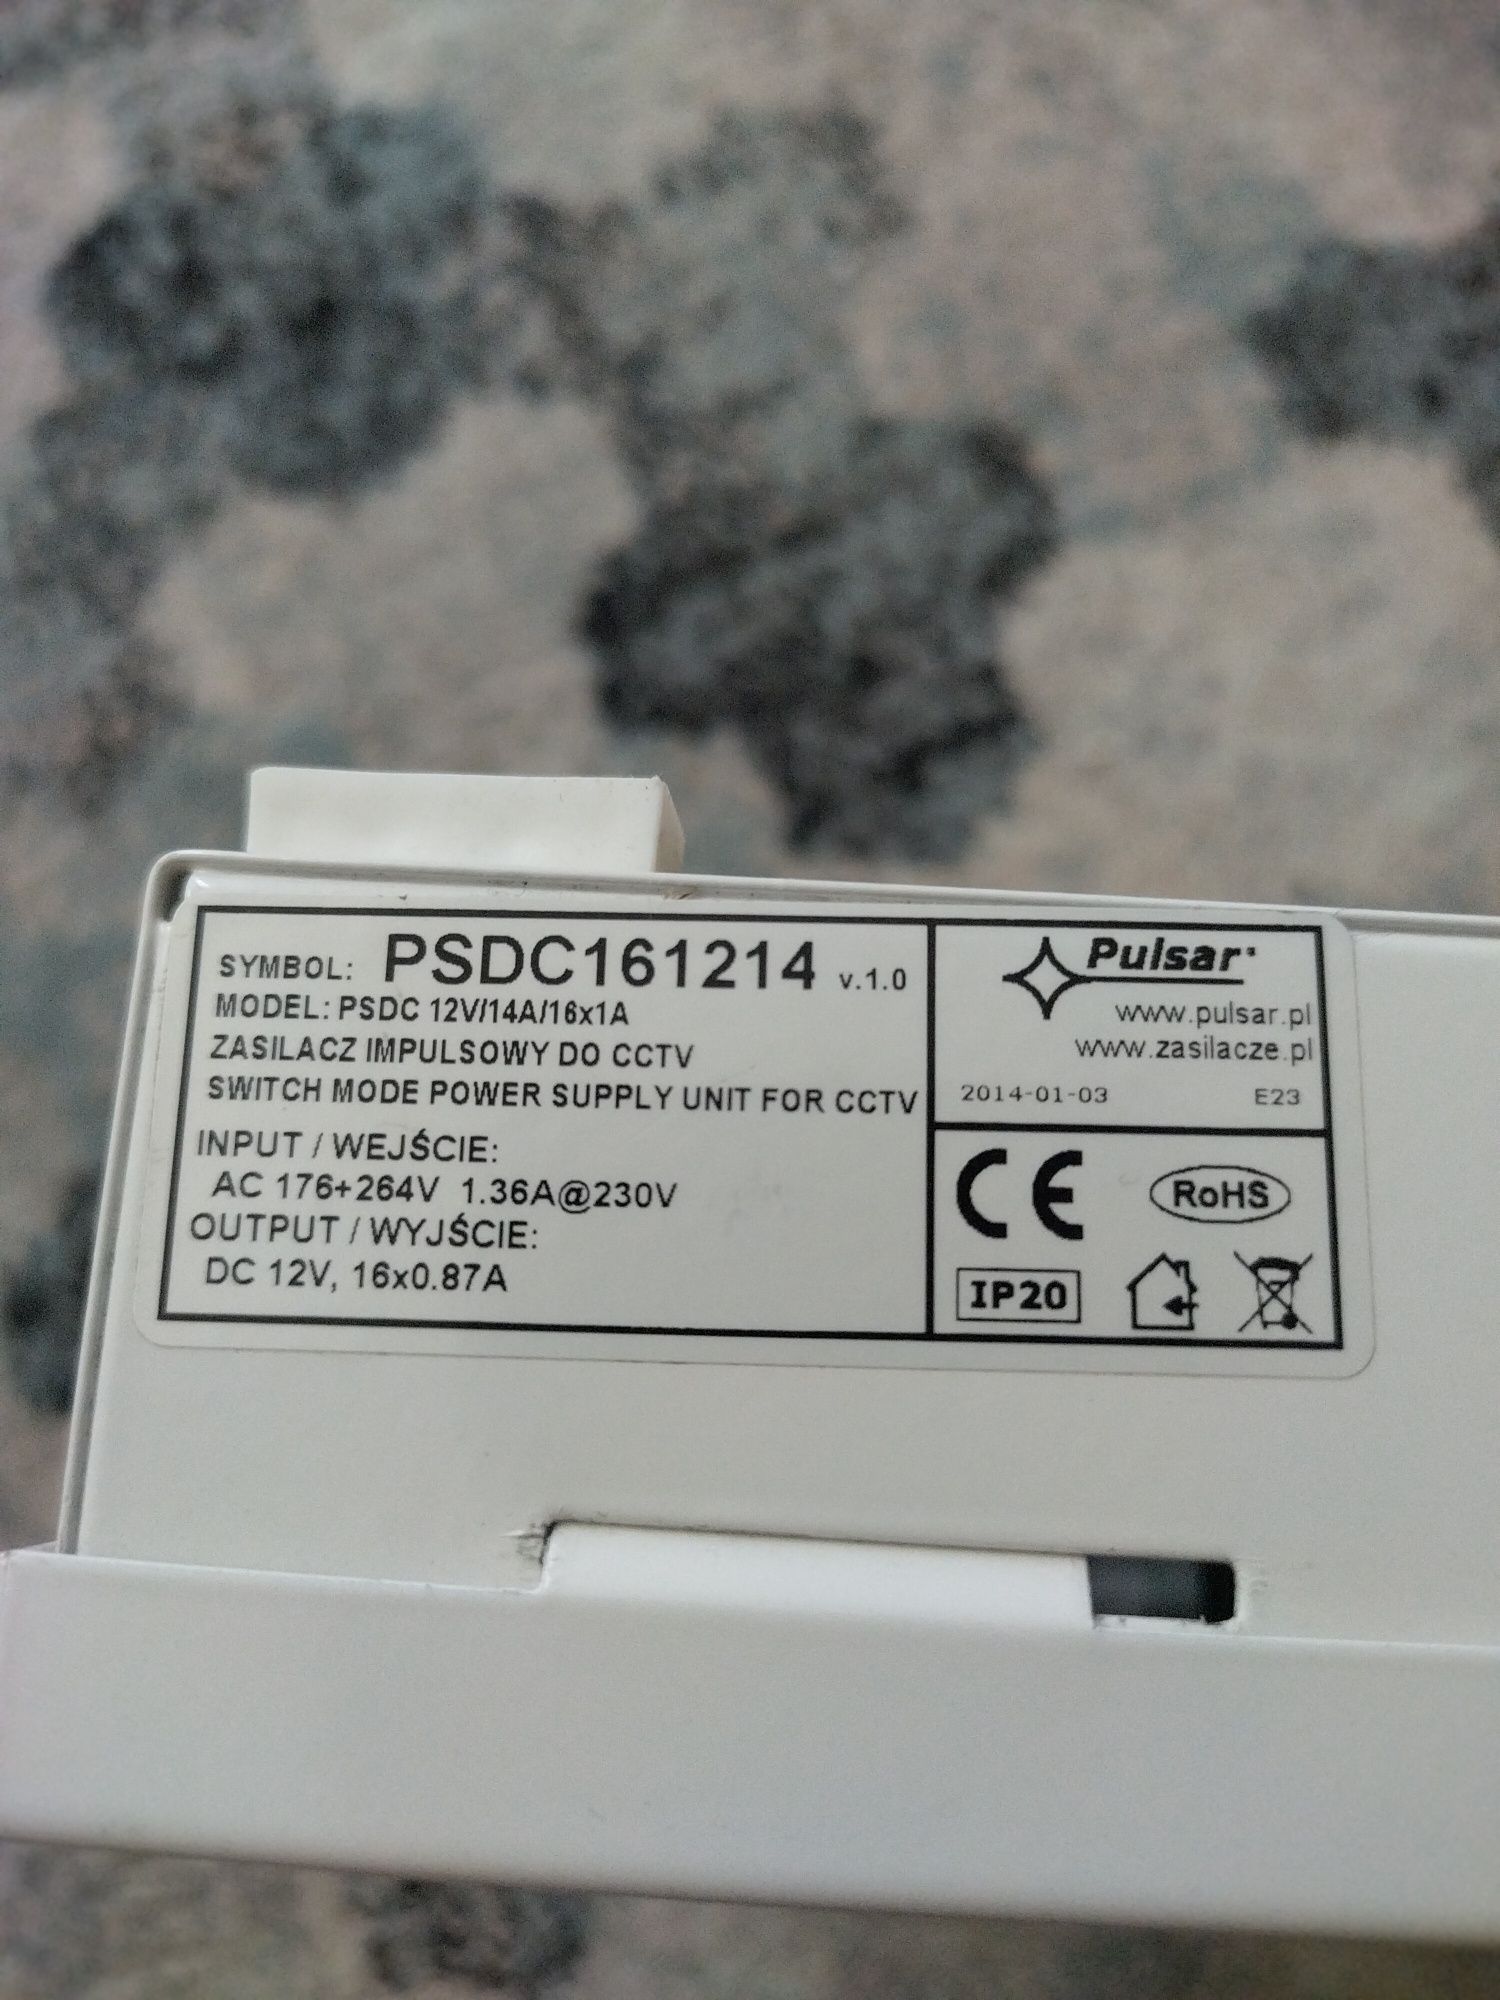 SYMBOL: PSDC161214 v.1.0
MODEL: PSDC 12V/14A/16x1A
ZASILACZ IMPULSOWY DO CCTV
SWITCH MODE POWER SUPPLY UNIT FOR CCTV
INPUT / WEJŚCIE:
AC 176÷264V 1.36A@230V
OUTPUT / WYJŚCIE:
DC 12V, 16x0.87A
Pulsar
www.pulsar.pl
www.zasilacze.pl
2014-01-03 E23
CE RoHS
IP20